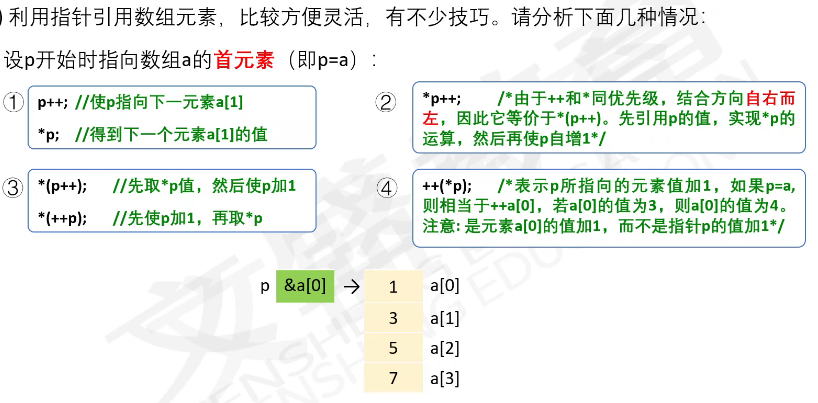 ) 利用指针引用数组元素，比较方便灵活，有不少技巧。请分析下面几种情况：
设p开始时指向数组a的首元素（即p=a）：
① p++; //使p指向下一元素a[1]
*p; //得到下一个元素a[1]的值
② *p++; /*由于++和*同优先级，结合方向自右而
左，因此它等价于*(p++)。先引用p的值，实现*p的
运算，然后再使p自增1*/
③ *(p++); //先取*p值，然后使p加1
*(++p); //先使p加1，再取*p
④ ++(*p); /*表示p所指向的元素值加1，如果p=a,
则相当于++a[0]，若a[0]的值为3，则a[0]的值为4。
注意: 是元素a[0]的值加1，而不是指针p的值加1*/
p &a[0] → 1 a[0]
3 a[1]
5 a[2]
7 a[3]